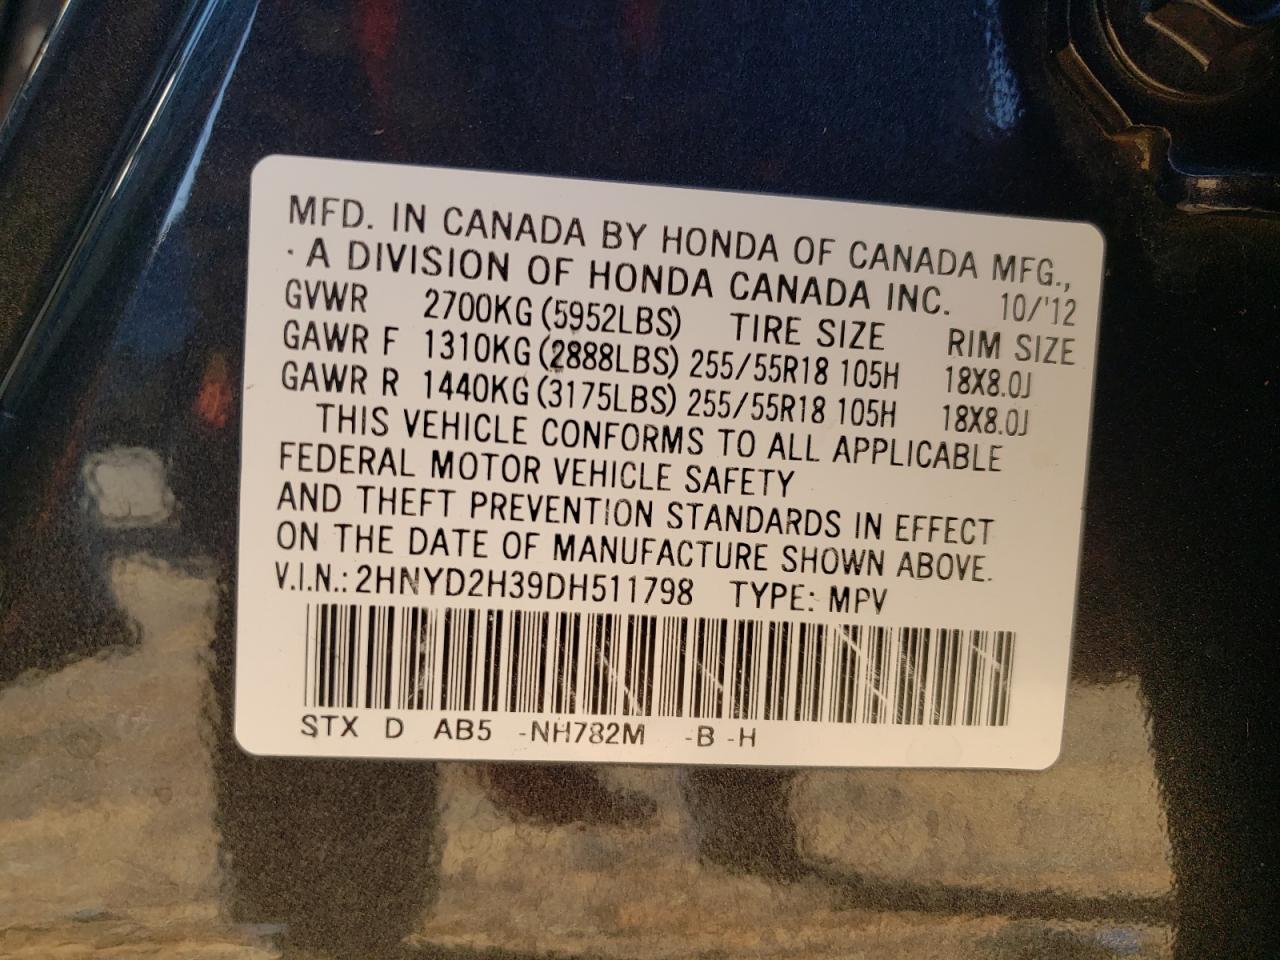 MFD. IN CANADA BY HONDA OF CANADA MFG.,
· A DIVISION OF HONDA CANADA INC. 10/'12
GVWR 2700KG (5952LBS) TIRE SIZE RIM SIZE
GAWR F 1310KG (2888LBS) 255/55R18 105H 18X8.0J
GAWR R 1440KG (3175LBS) 255/55R18 105H 18X8.0J
THIS VEHICLE CONFORMS TO ALL APPLICABLE
FEDERAL MOTOR VEHICLE SAFETY
AND THEFT PREVENTION STANDARDS IN EFFECT
ON THE DATE OF MANUFACTURE SHOWN ABOVE.
V.I.N.: 2HNYD2H39DH511798 TYPE: MPV
STX D AB5 -NH782M -B -H